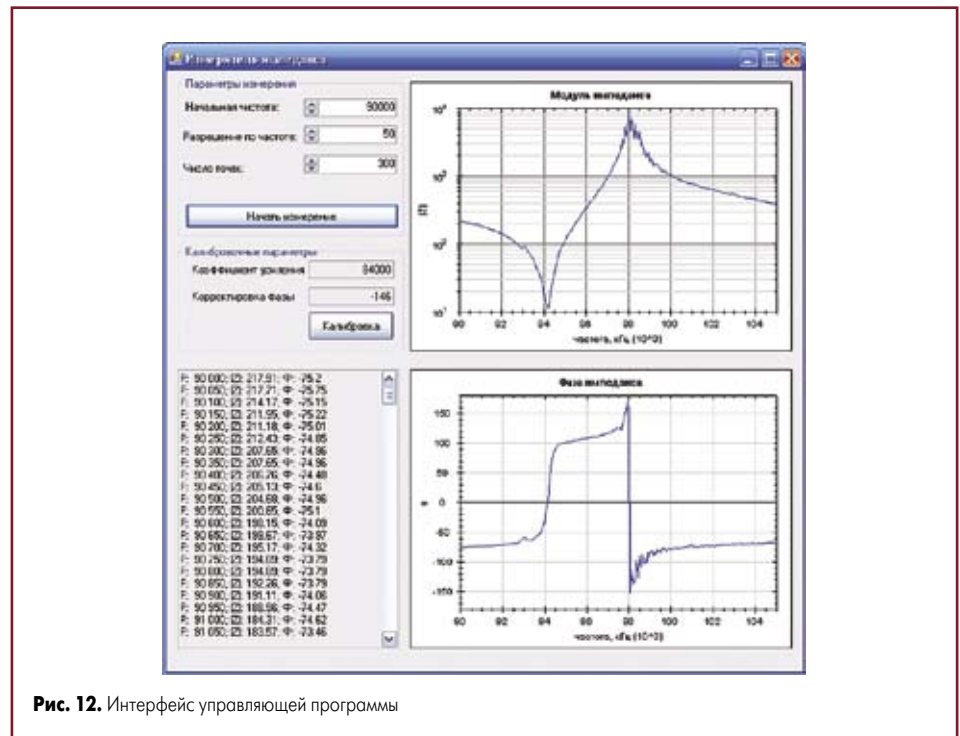 Измеритель импеданса
Параметры измерения
Начальная частота: 90000
Разрешение по частоте: 50
Число точек: 300
Начать измерение
Калибровочные параметры
Коэффициент усиления 84000
Корректировка фазы -146
Калибровка
F: 90 000; |Z|: 217.91; Ф: -75.2
F: 90 050; |Z|: 217.71; Ф: -75.75
F: 90 100; |Z|: 214.17; Ф: -75.15
F: 90 150; |Z|: 211.95; Ф: -75.22
F: 90 200; |Z|: 211.18; Ф: -75.01
F: 90 250; |Z|: 212.43; Ф: -74.85
F: 90 300; |Z|: 207.65; Ф: -74.96
F: 90 350; |Z|: 207.65; Ф: -74.96
F: 90 400; |Z|: 206.76; Ф: -74.48
F: 90 450; |Z|: 205.13; Ф: -74.6
F: 90 500; |Z|: 204.68; Ф: -74.96
F: 90 550; |Z|: 200.85; Ф: -75.1
F: 90 600; |Z|: 198.15; Ф: -74.09
F: 90 650; |Z|: 198.67; Ф: -73.97
F: 90 700; |Z|: 195.17; Ф: -74.32
F: 90 750; |Z|: 194.09; Ф: -73.79
F: 90 800; |Z|: 194.09; Ф: -73.79
F: 90 850; |Z|: 192.26; Ф: -73.79
F: 90 900; |Z|: 191.11; Ф: -74.06
F: 90 950; |Z|: 188.96; Ф: -74.47
F: 91 000; |Z|: 184.31; Ф: -74.62
F: 91 050; |Z|: 183.57; Ф: -73.46
Модуль импеданса
10⁴
10³
|Z|
10²
10¹
90 92 94 96 98 100 102 104
частота, кГц (10^3)
Фаза импеданса
150
100
50
0
-50
-100
-150
90 92 94 96 98 100 102 104
частота, кГц (10^3)
Рис. 12. Интерфейс управляющей программы